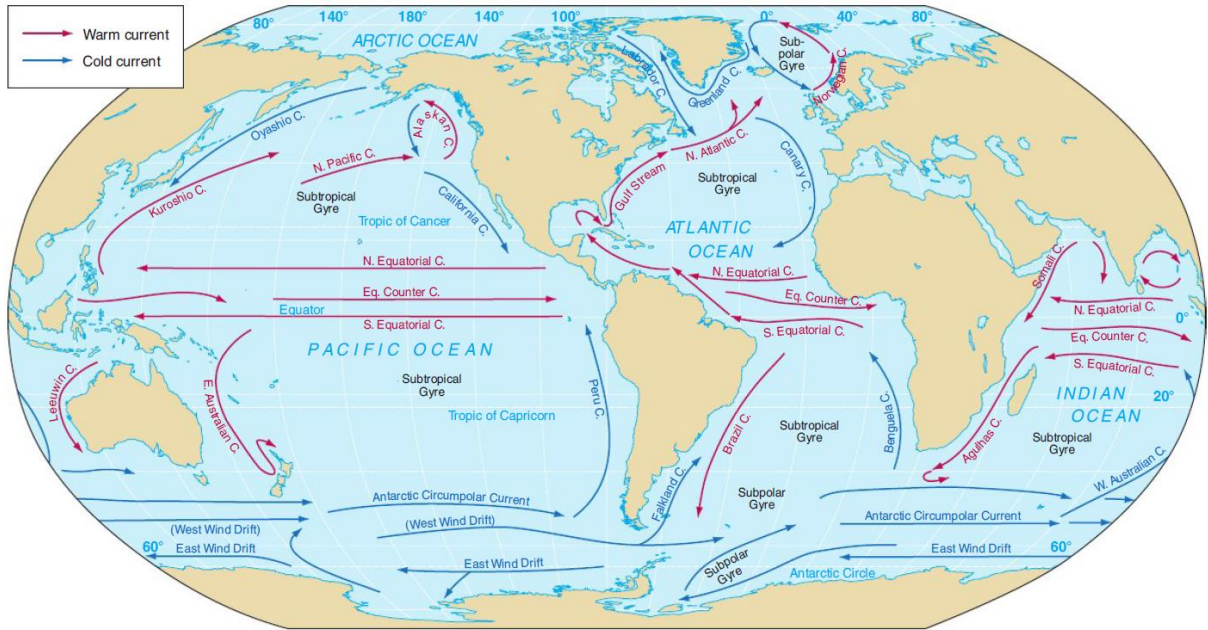 Warm current
Cold current
80°
140°
180°
140°
100°
0°
40°
80°
80°
ARCTIC OCEAN
Labrador C.
Greenland C.
Sub-
polar
Gyre
Norwegian C.
Oyashio C.
Alaskan C.
Kuroshio C.
N. Pacific C.
Subtropical
Gyre
California C.
Tropic of Cancer
Gulf Stream
N. Atlantic C.
Subtropical
Gyre
Canary C.
ATLANTIC
OCEAN
Somali C.
N. Equatorial C.
Eq. Counter C.
Equator
S. Equatorial C.
N. Equatorial C.
Eq. Counter C.
S. Equatorial C.
N. Equatorial C.
0°
Eq. Counter C.
S. Equatorial C.
PACIFIC OCEAN
Leeuwin C.
E. Australian C.
Subtropical
Gyre
Peru C.
Tropic of Capricorn
Brazil C.
Subtropical
Gyre
Benguela C.
Agulhas C.
INDIAN
OCEAN
20°
Subtropical
Gyre
W. Australian C.
Antarctic Circumpolar Current
(West Wind Drift)
Falkland C.
Subpolar
Gyre
Antarctic Circumpolar Current
(West Wind Drift)
60°
East Wind Drift
East Wind Drift
Subpolar
Gyre
East Wind Drift
60°
Antarctic Circle